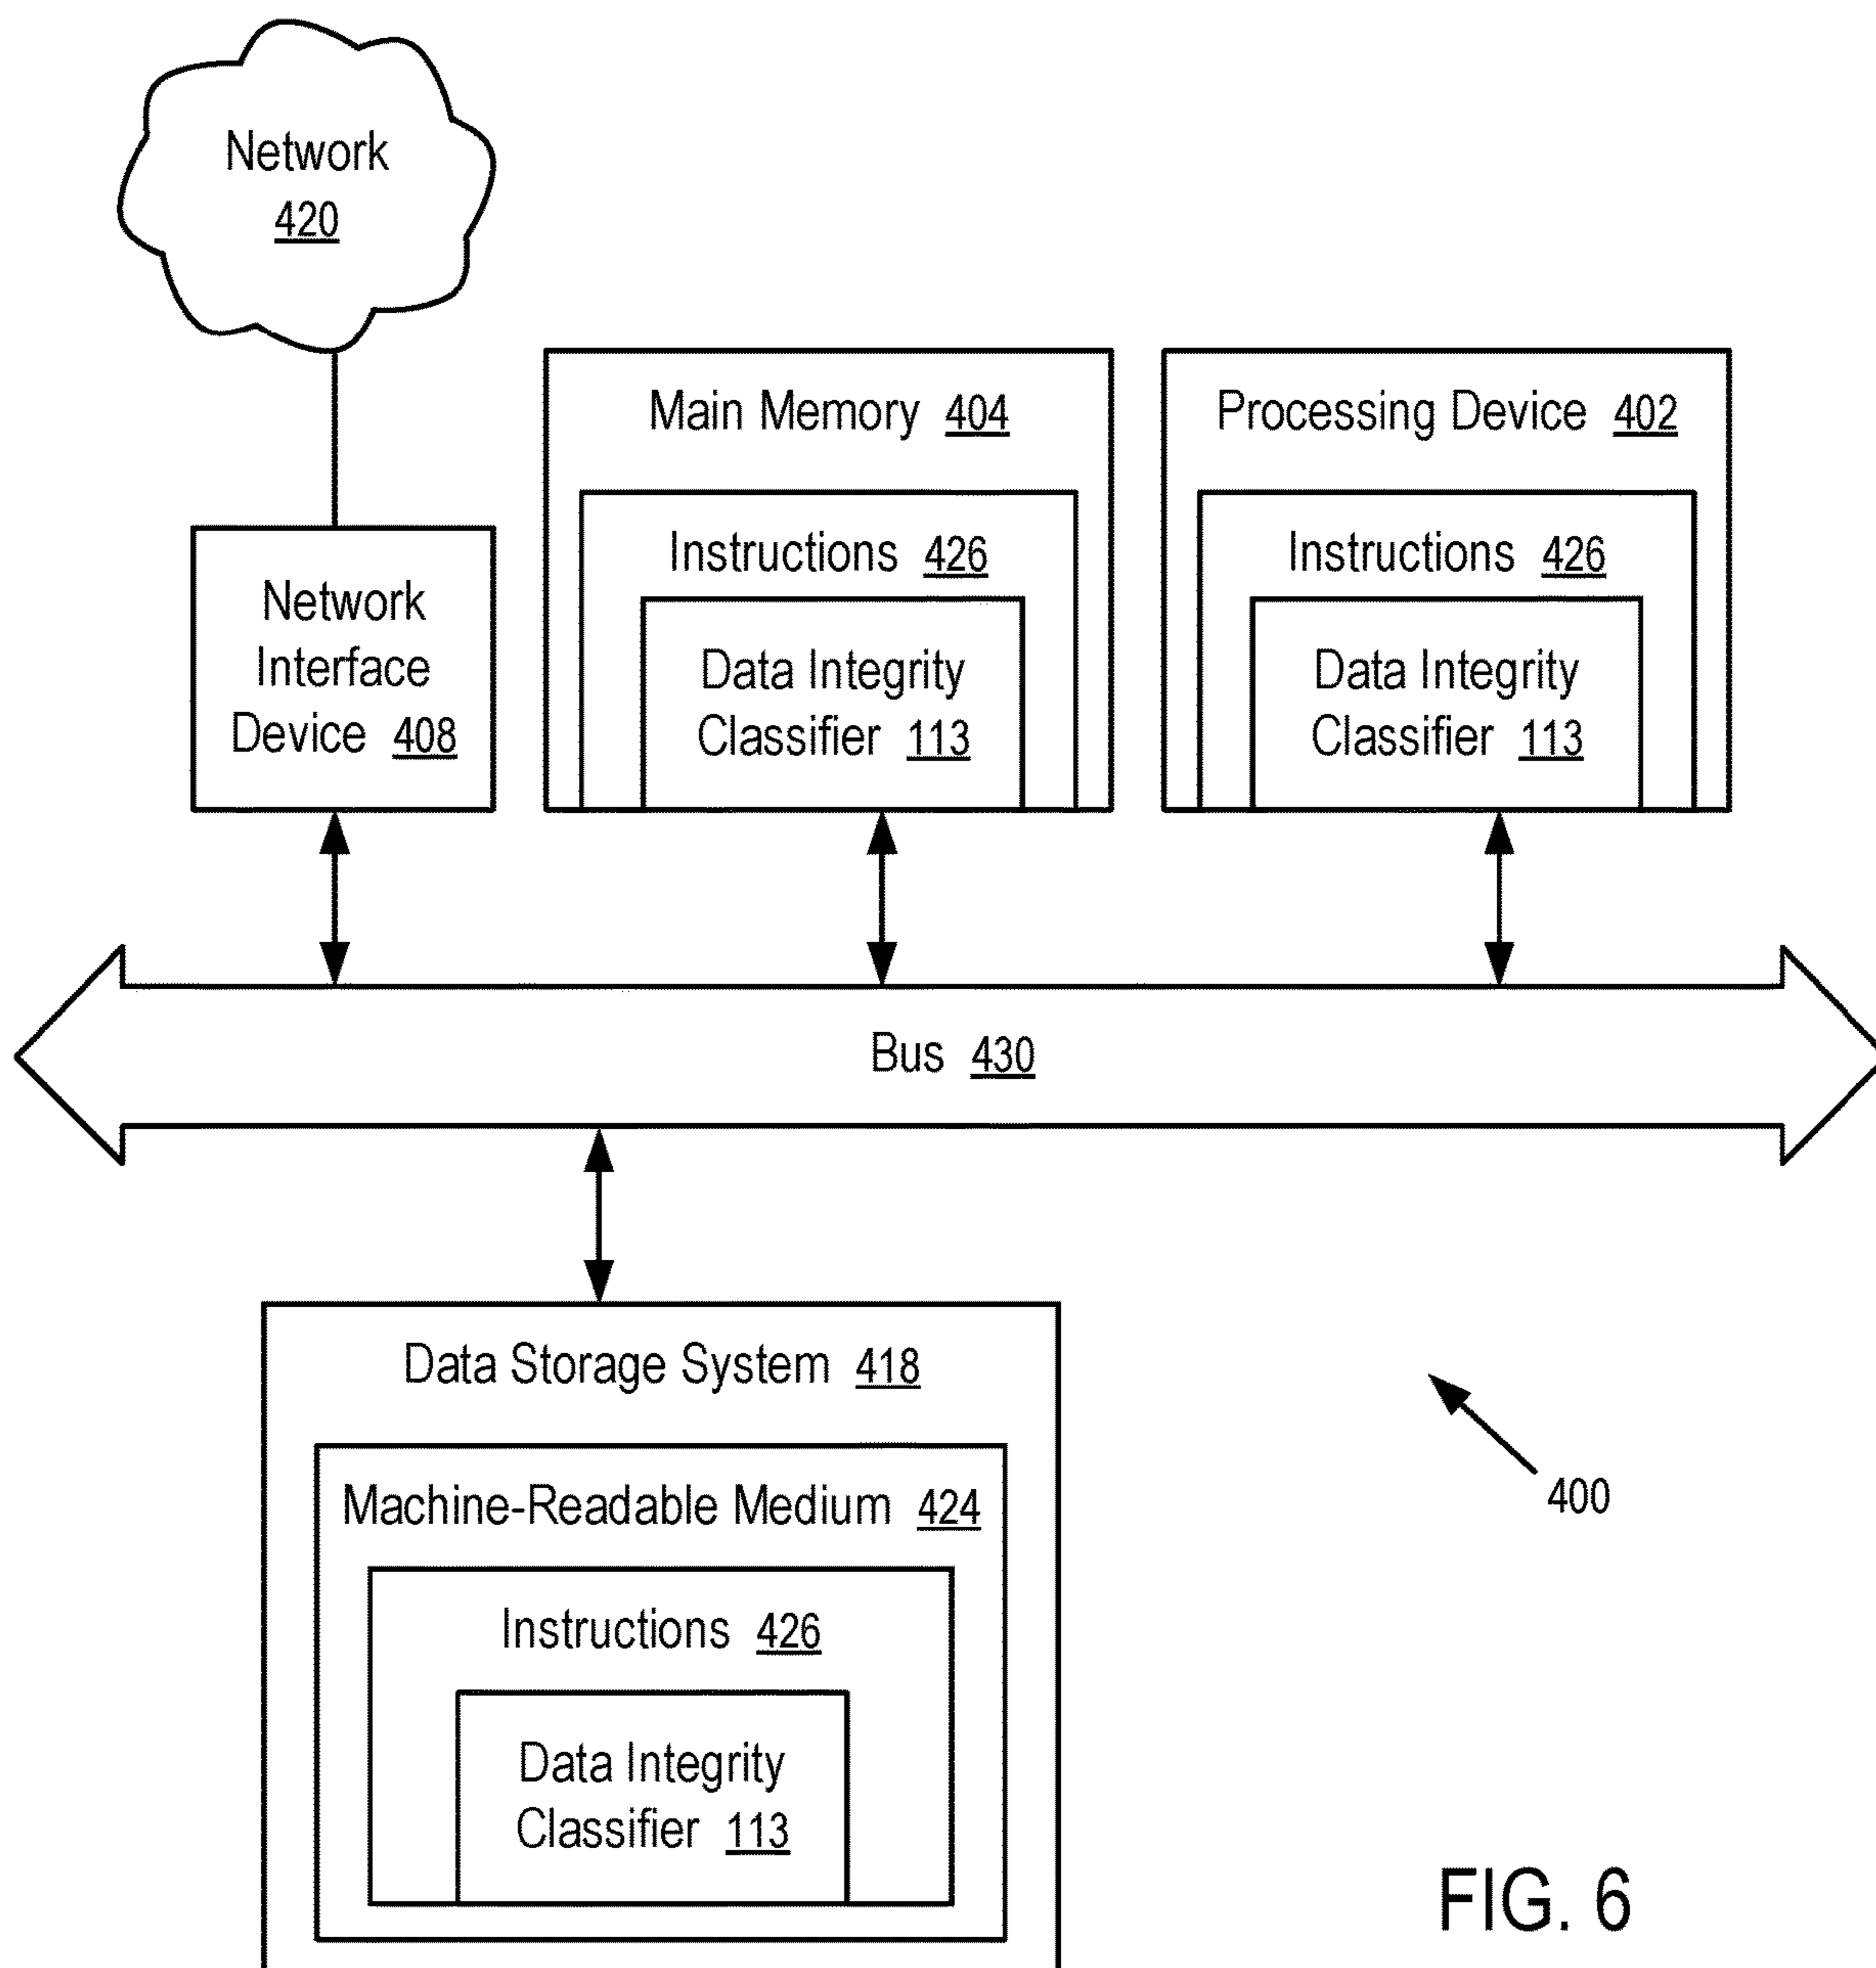 Network
420
Main Memory 404
Processing Device 402
Instructions 426
Instructions 426
Network
Interface
Device 408
Data Integrity
Classifier 113
Data Integrity
Classifier 113
Bus 430
Data Storage System 418
Machine-Readable Medium 424
400
Instructions 426
Data Integrity
Classifier 113
FIG. 6